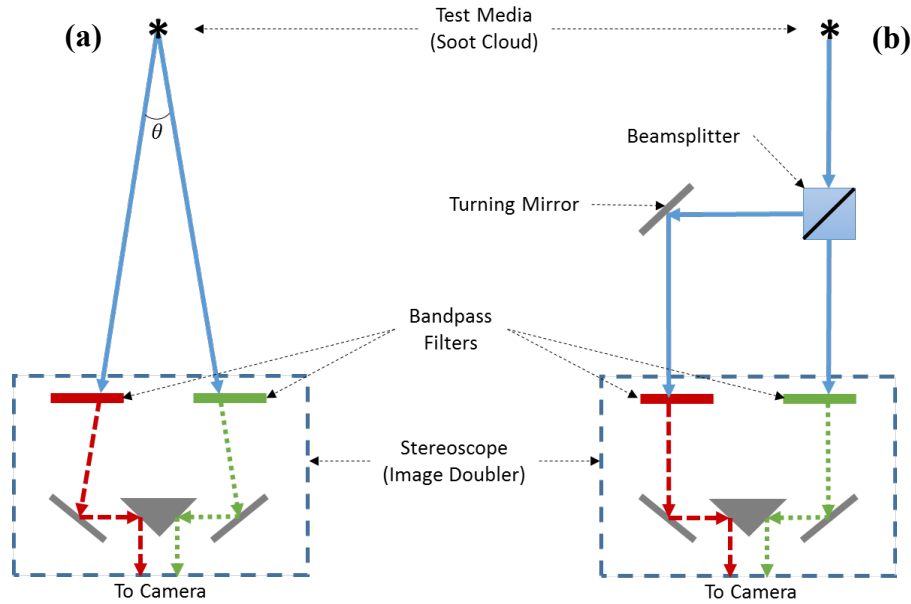 (a)
Test Media
(Soot Cloud)
(b)
θ
Beamsplitter
Turning Mirror
Bandpass
Filters
Stereoscope
(Image Doubler)
To Camera
To Camera